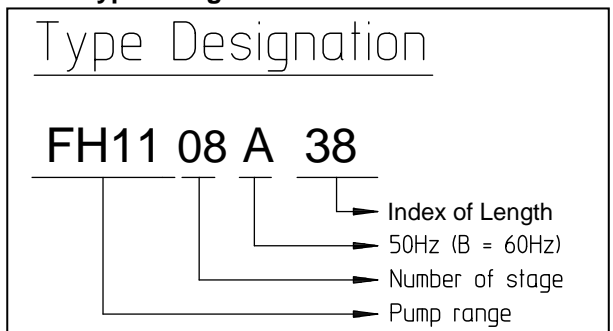 Type Designation
FH11 08 A 38
Index of Length
50Hz (B = 60Hz)
Number of stage
Pump range